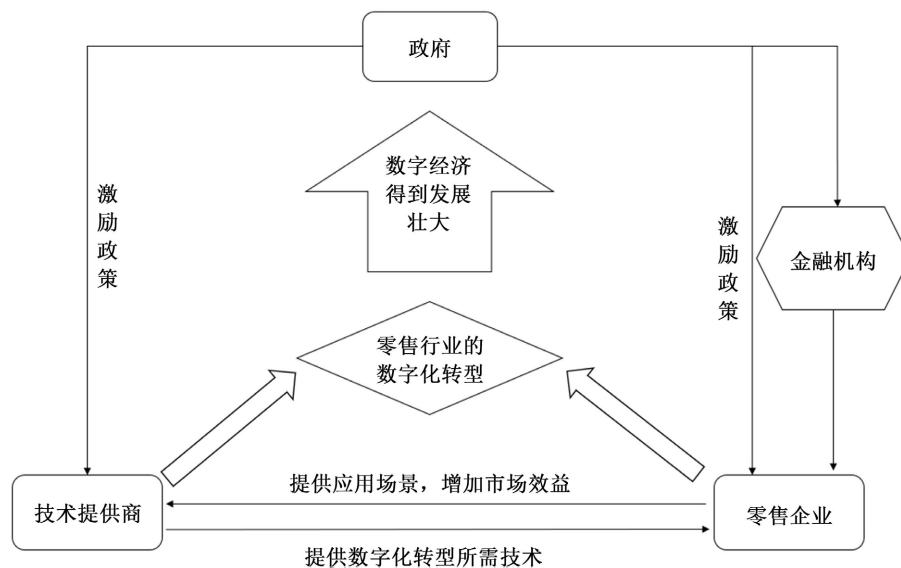 政府
数字经济
得到发展
壮大
激励政策
激励政策
金融机构
零售行业的
数字化转型
提供应用场景，增加市场效益
技术提供商
零售企业
提供数字化转型所需技术